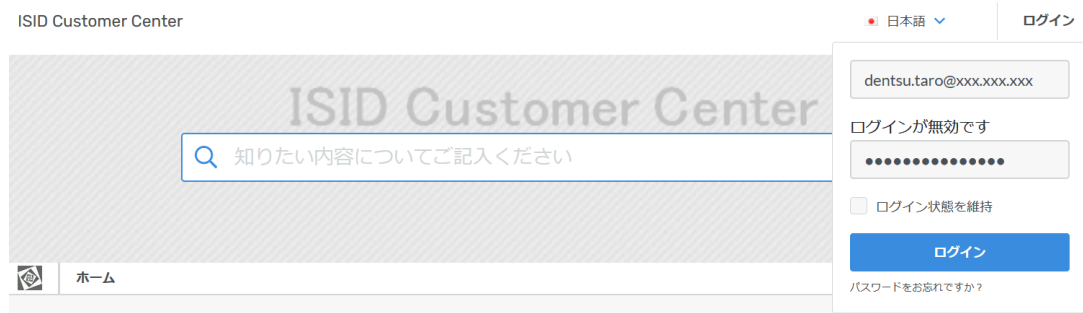 ISID Customer Center
日本語
ログイン
ISID Customer Center
知りたい内容についてご記入ください
dentsu.taro@xxx.xxx.xxx
ログインが無効です
●●●●●●●●●●●●●●●
ログイン状態を維持
ログイン
パスワードをお忘れですか？
ホーム